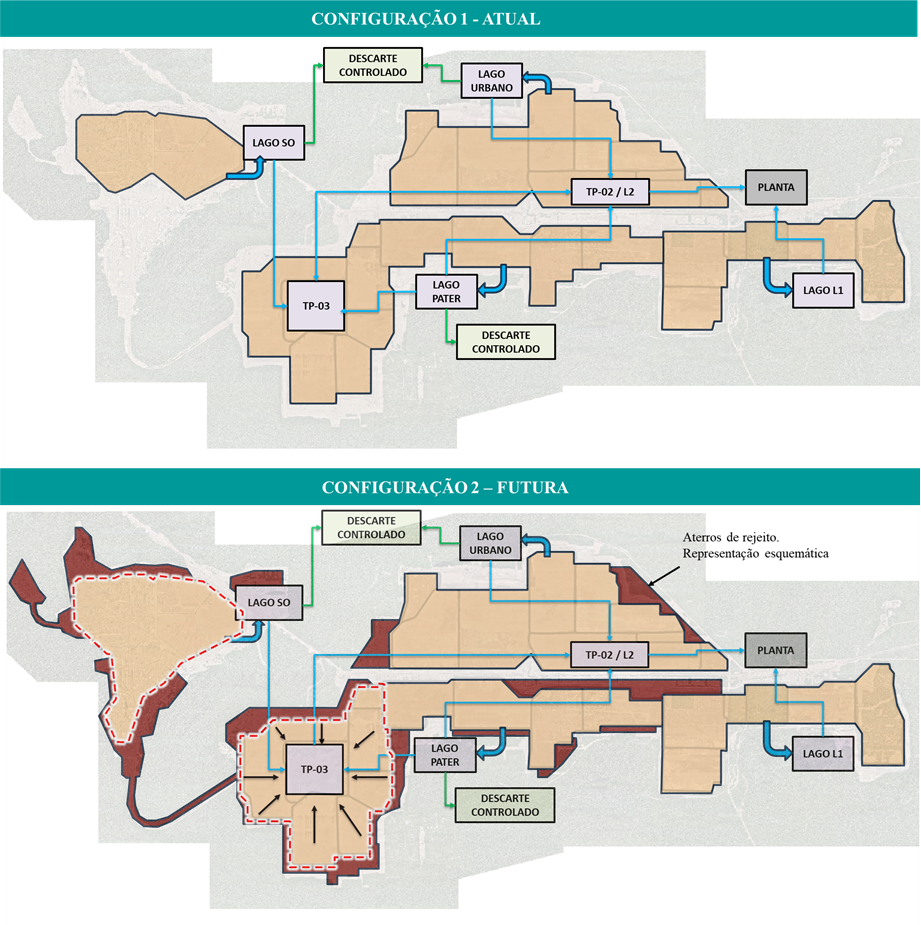 CONFIGURAÇÃO 1 - ATUAL
DESCARTE
CONTROLADO
LAGO
URBANO
LAGO SO
TP-02 / L2
PLANTA
LAGO
PATER
TP-03
LAGO L1
DESCARTE
CONTROLADO
CONFIGURAÇÃO 2 – FUTURA
DESCARTE
CONTROLADO
LAGO
URBANO
Aterros de rejeito.
Representação esquemática
LAGO SO
TP-02 / L2
PLANTA
LAGO
PATER
TP-03
LAGO L1
DESCARTE
CONTROLADO